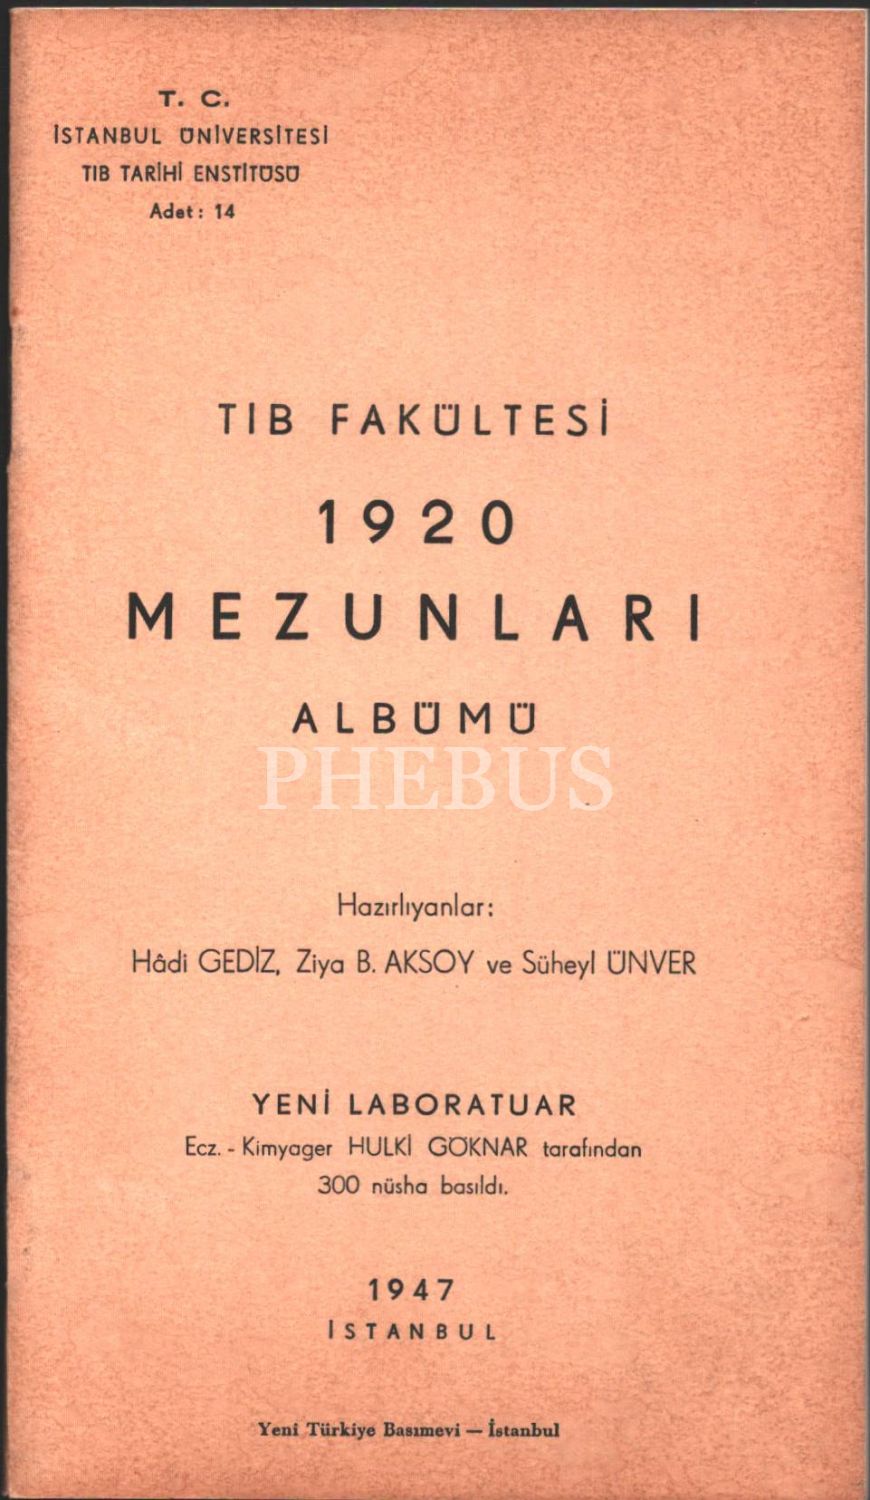 T. C.
İSTANBUL ÜNİVERSİTESİ
TIB TARİHİ ENSTİTÜSÜ
Adet: 14
TIB FAKÜLTESİ
1920
MEZUNLARI
ALBÜMÜ
PHEBUS
Hazırlıyanlar:
Hâdi GEDİZ, Ziya B. AKSOY ve Süheyl ÜNVER
YENİ LABORATUAR
Ecz. - Kimyager HULKİ GÖKNAR tarafından
300 nüsha basıldı.
1947
İSTANBUL
Yeni Türkiye Basımevi — İstanbul